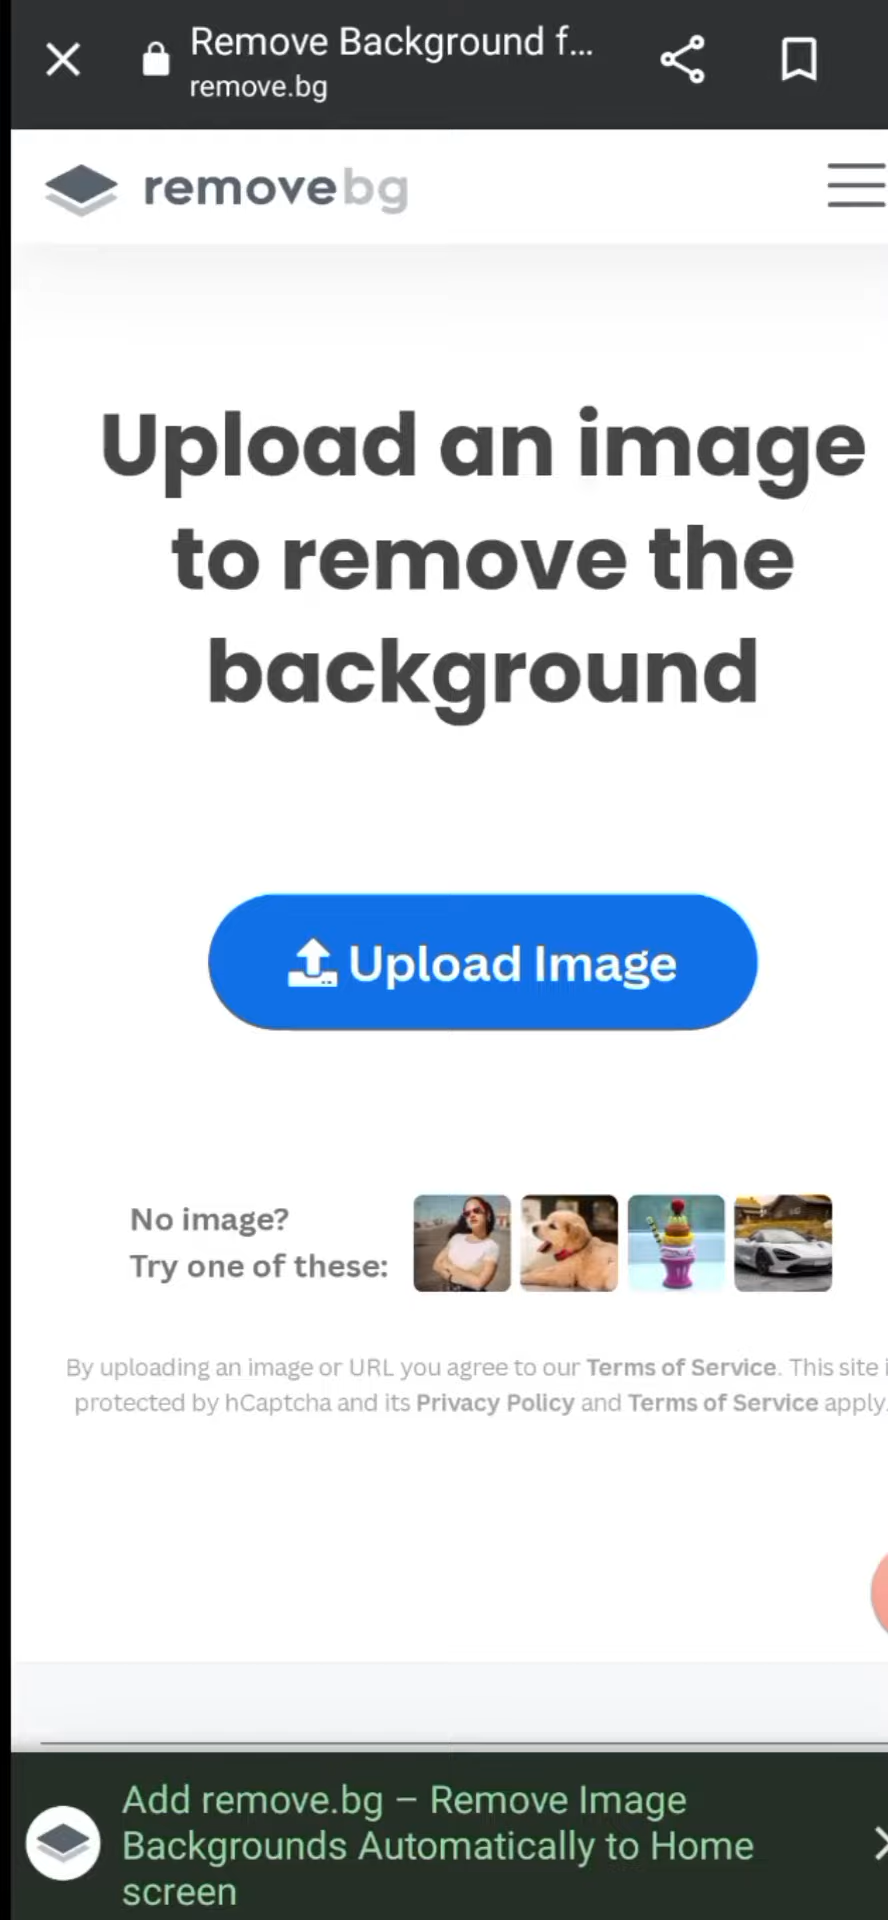 Remove Background f...
remove.bg
removebg
Upload an image
to remove the
background
Upload Image
No image?
Try one of these:
By uploading an image or URL you agree to our Terms of Service. This site i
protected by hCaptcha and its Privacy Policy and Terms of Service apply.
Add remove.bg – Remove Image
Backgrounds Automatically to Home
screen